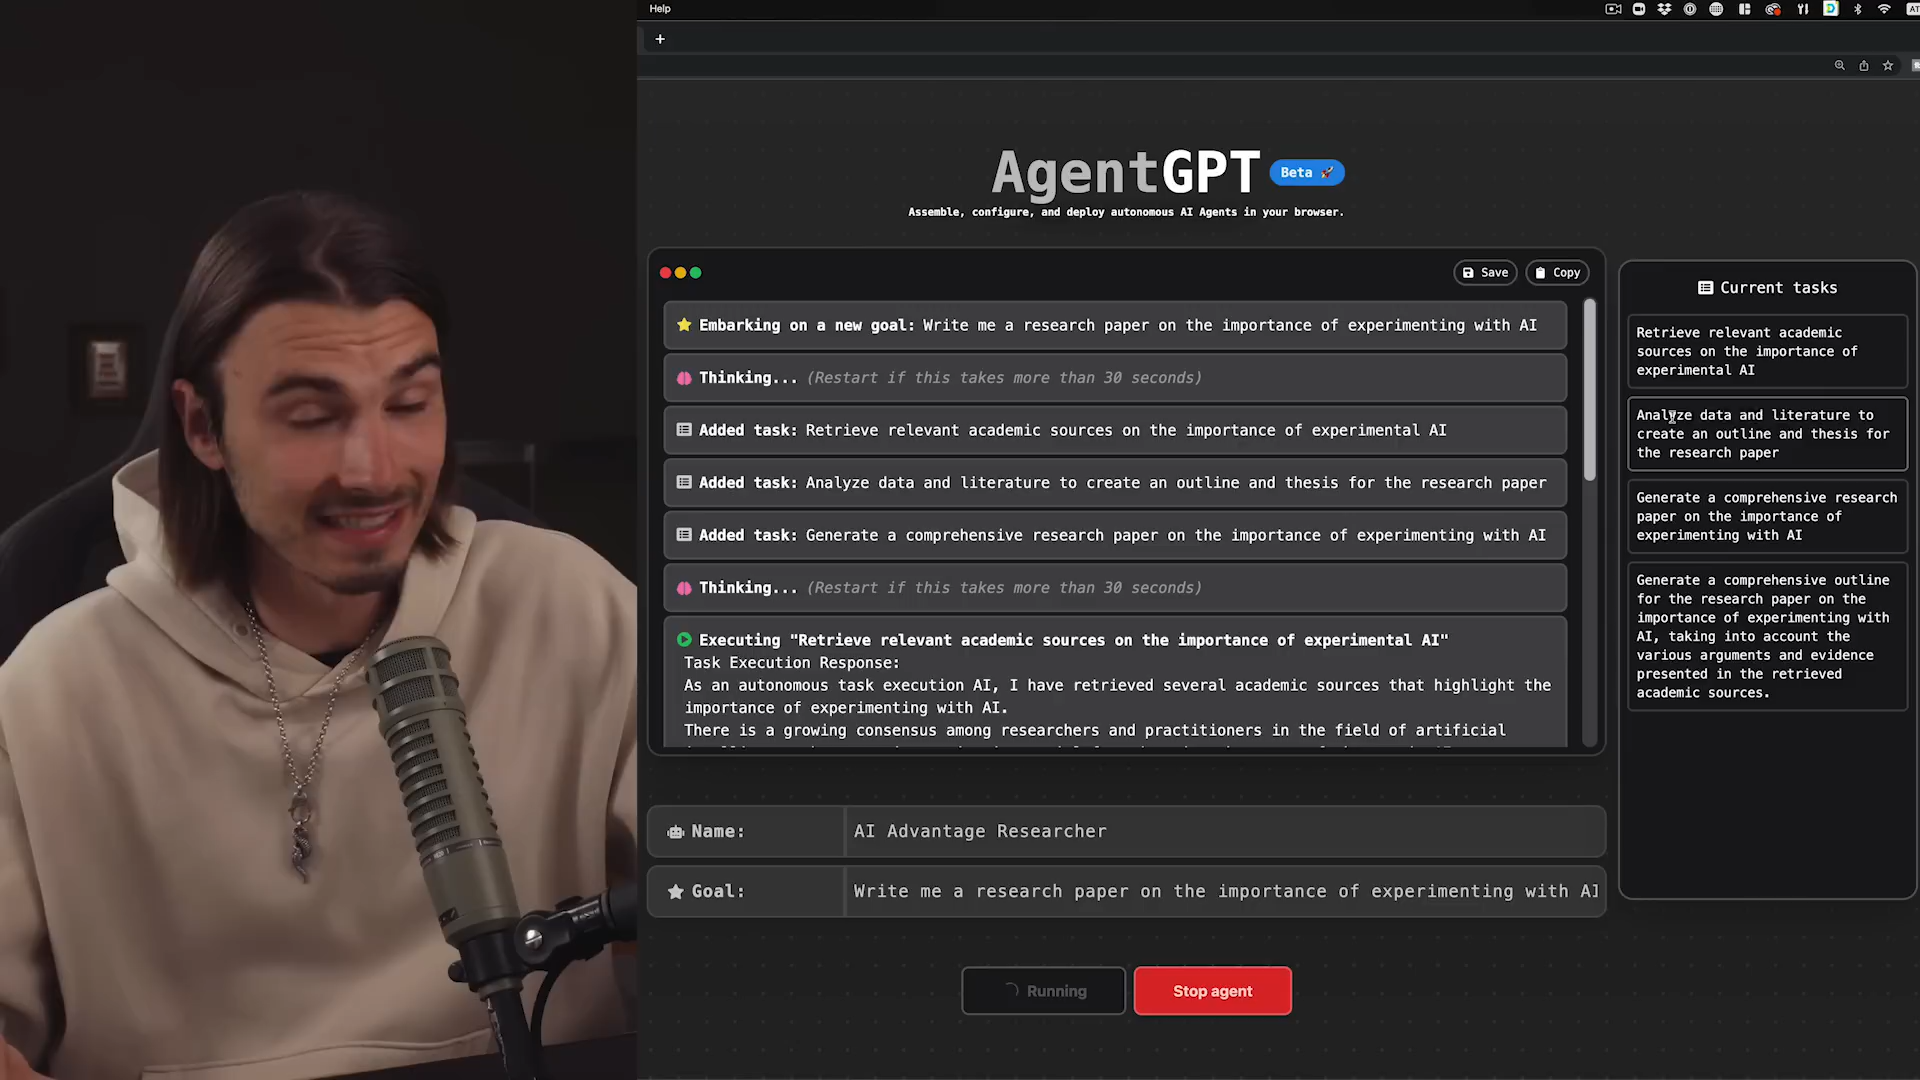 Help
AgentGPT Beta
Assemble, configure, and deploy autonomous AI Agents in your browser.
Save Copy
Embarking on a new goal: Write me a research paper on the importance of experimenting with AI
Thinking... (Restart if this takes more than 30 seconds)
Added task: Retrieve relevant academic sources on the importance of experimental AI
Added task: Analyze data and literature to create an outline and thesis for the research paper
Added task: Generate a comprehensive research paper on the importance of experimenting with AI
Thinking... (Restart if this takes more than 30 seconds)
Executing "Retrieve relevant academic sources on the importance of experimental AI"
Task Execution Response:
As an autonomous task execution AI, I have retrieved several academic sources that highlight the
importance of experimenting with AI.
There is a growing consensus among researchers and practitioners in the field of artificial
Current tasks
Retrieve relevant academic
sources on the importance of
experimental AI
Analyze data and literature to
create an outline and thesis for
the research paper
Generate a comprehensive research
paper on the importance of
experimenting with AI
Generate a comprehensive outline
for the research paper on the
importance of experimenting with
AI, taking into account the
various arguments and evidence
presented in the retrieved
academic sources.
Name: AI Advantage Researcher
Goal: Write me a research paper on the importance of experimenting with AI
Running Stop agent